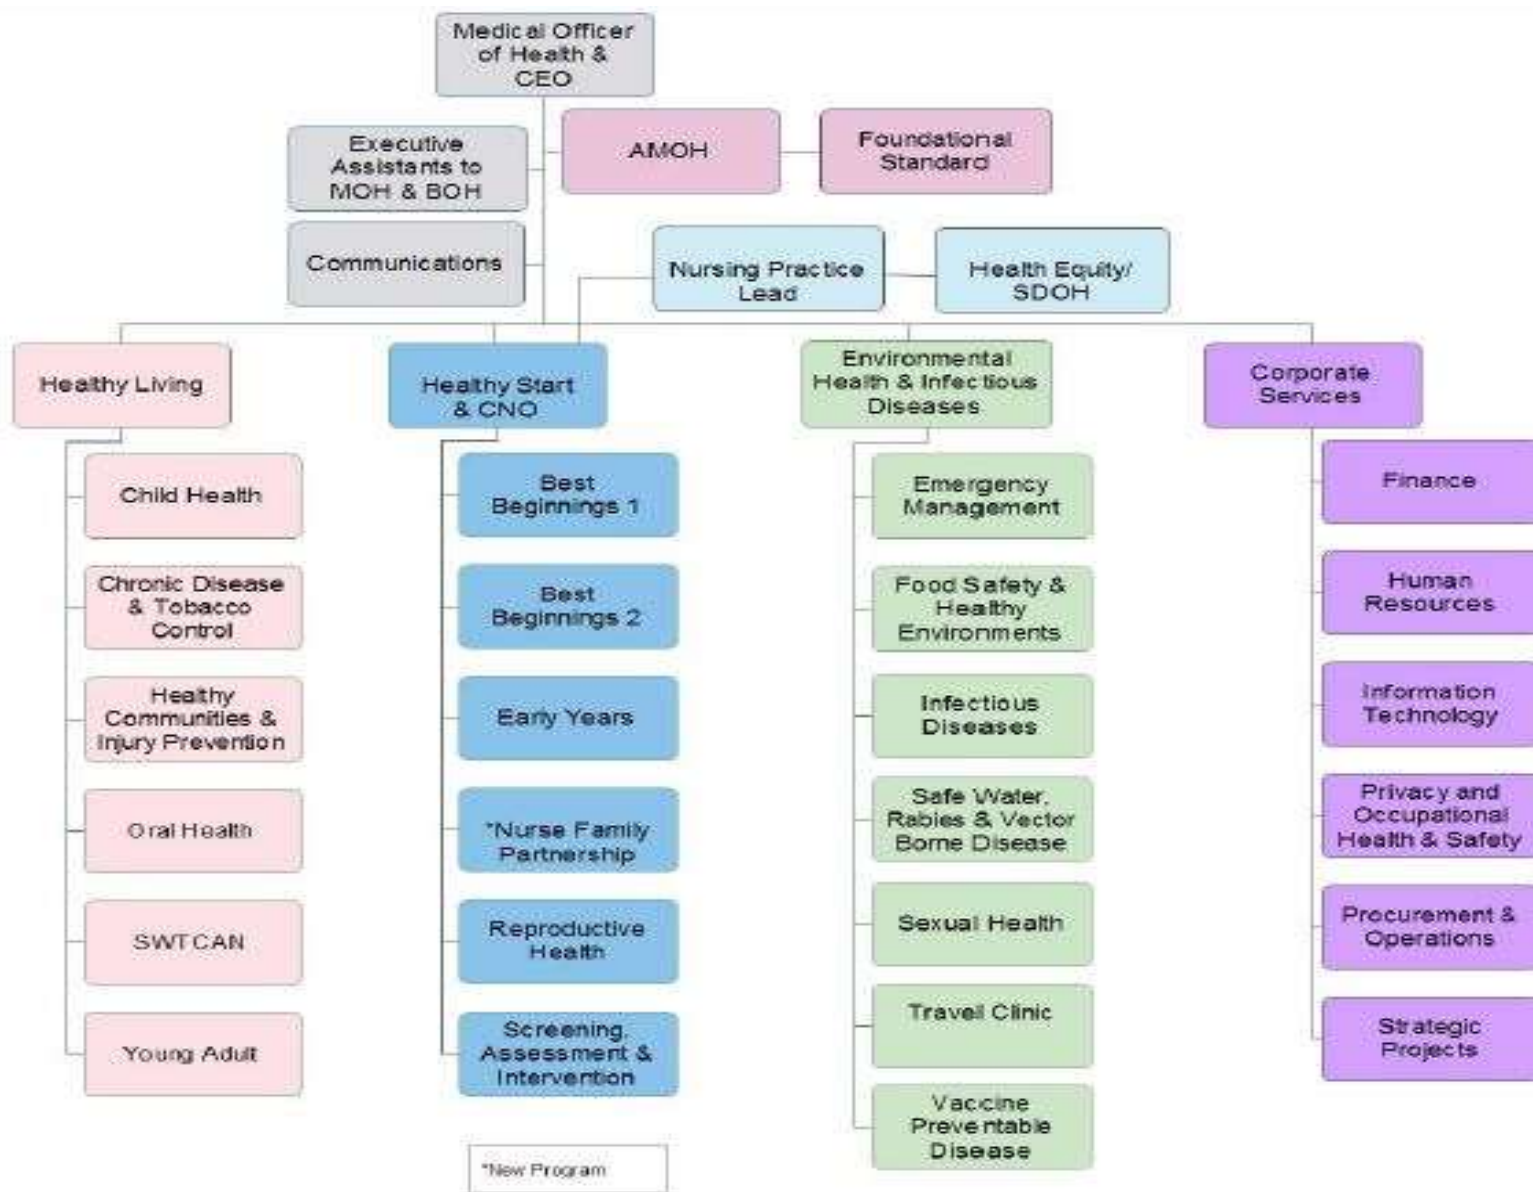 Medical Officer
of Health &
CEO
Executive
Assistants to
MOH & BOH
AMOH
Foundational
Standard
Communications
Nursing Practice
Lead
Health Equity/
SDOH
Healthy Living
Child Health
Chronic Disease
& Tobacco
Control
Healthy
Communities &
Injury Prevention
Oral Health
SWTCAN
Young Adult
Healthy Start
& CNO
Best
Beginnings 1
Best
Beginnings 2
Early Years
*Nurse Family
Partnership
Reproductive
Health
Screening,
Assessment &
Intervention
Environmental
Health & Infectious
Diseases
Emergency
Management
Food Safety &
Healthy
Environments
Infectious
Diseases
Safe Water,
Rabies & Vector
Borne Disease
Sexual Health
Travel Clinic
Vaccine
Preventable
Disease
Corporate
Services
Finance
Human
Resources
Information
Technology
Privacy and
Occupational
Health & Safety
Procurement &
Operations
Strategic
Projects
*New Program